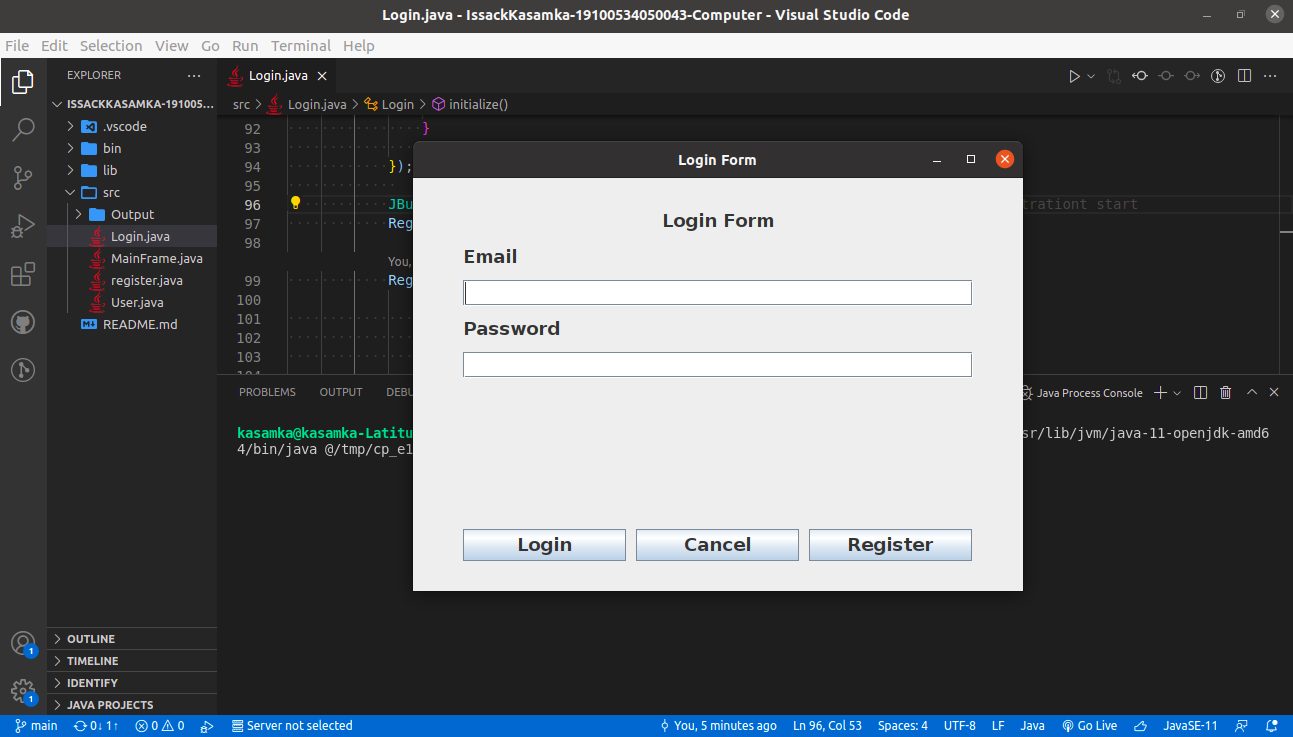 Login.java - IssackKasamka-19100534050043-Computer - Visual Studio Code
File Edit Selection View Go Run Terminal Help
EXPLORER
ISSACKKASAMKA-191005...
.vscode
bin
lib
src
Output
Login.java
MainFrame.java
register.java
User.java
README.md
OUTLINE
TIMELINE
IDENTIFY
JAVA PROJECTS
Login.java
src > Login.java > Login > initialize()
92 }
93
94 });
95
96 JBu trationt start
97 Reg
98
You,
99 Reg
100
101
102
103
Login Form
Login Form
Email
Password
Login Cancel Register
PROBLEMS OUTPUT DEBU Java Process Console
kasamka@kasamka-Latitu sr/lib/jvm/java-11-openjdk-amd6
4/bin/java @/tmp/cp_e1
1
1
main 0↓ 1↑ 0 0 Server not selected You, 5 minutes ago Ln 96, Col 53 Spaces: 4 UTF-8 LF Java Go Live JavaSE-11